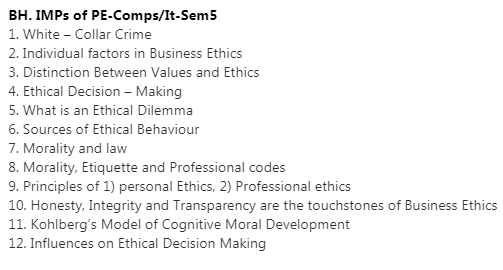 BH. IMPs of PE-Comps/It-Sem5
1. White – Collar Crime
2. Individual factors in Business Ethics
3. Distinction Between Values and Ethics
4. Ethical Decision – Making
5. What is an Ethical Dilemma
6. Sources of Ethical Behaviour
7. Morality and law
8. Morality, Etiquette and Professional codes
9. Principles of 1) personal Ethics, 2) Professional ethics
10. Honesty, Integrity and Transparency are the touchstones of Business Ethics
11. Kohlberg's Model of Cognitive Moral Development
12. Influences on Ethical Decision Making